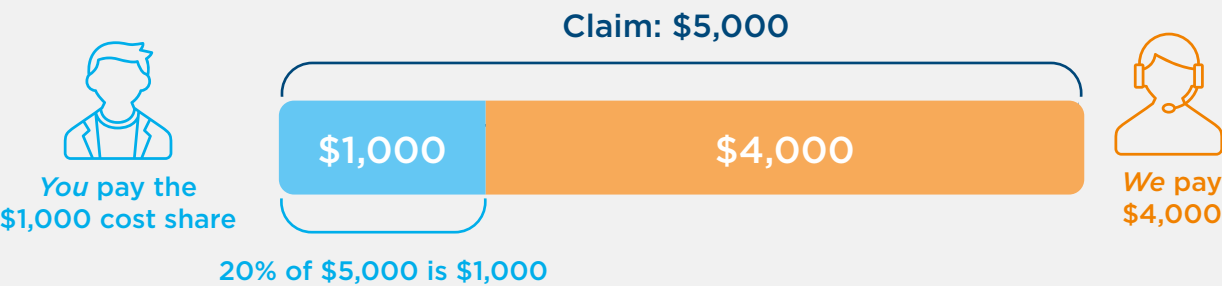 Claim: $5,000
$1,000
$4,000
You pay the
$1,000 cost share
We pay
$4,000
20% of $5,000 is $1,000